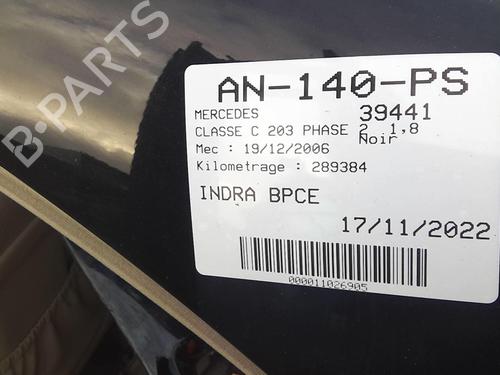 B-PARTS
AN-140-PS
MERCEDES 39441
CLASSE C 203 PHASE 2 1,8
Noir
Mec : 19/12/2006
Kilometrage : 289384
INDRA BPCE
17/11/2022
000011026905